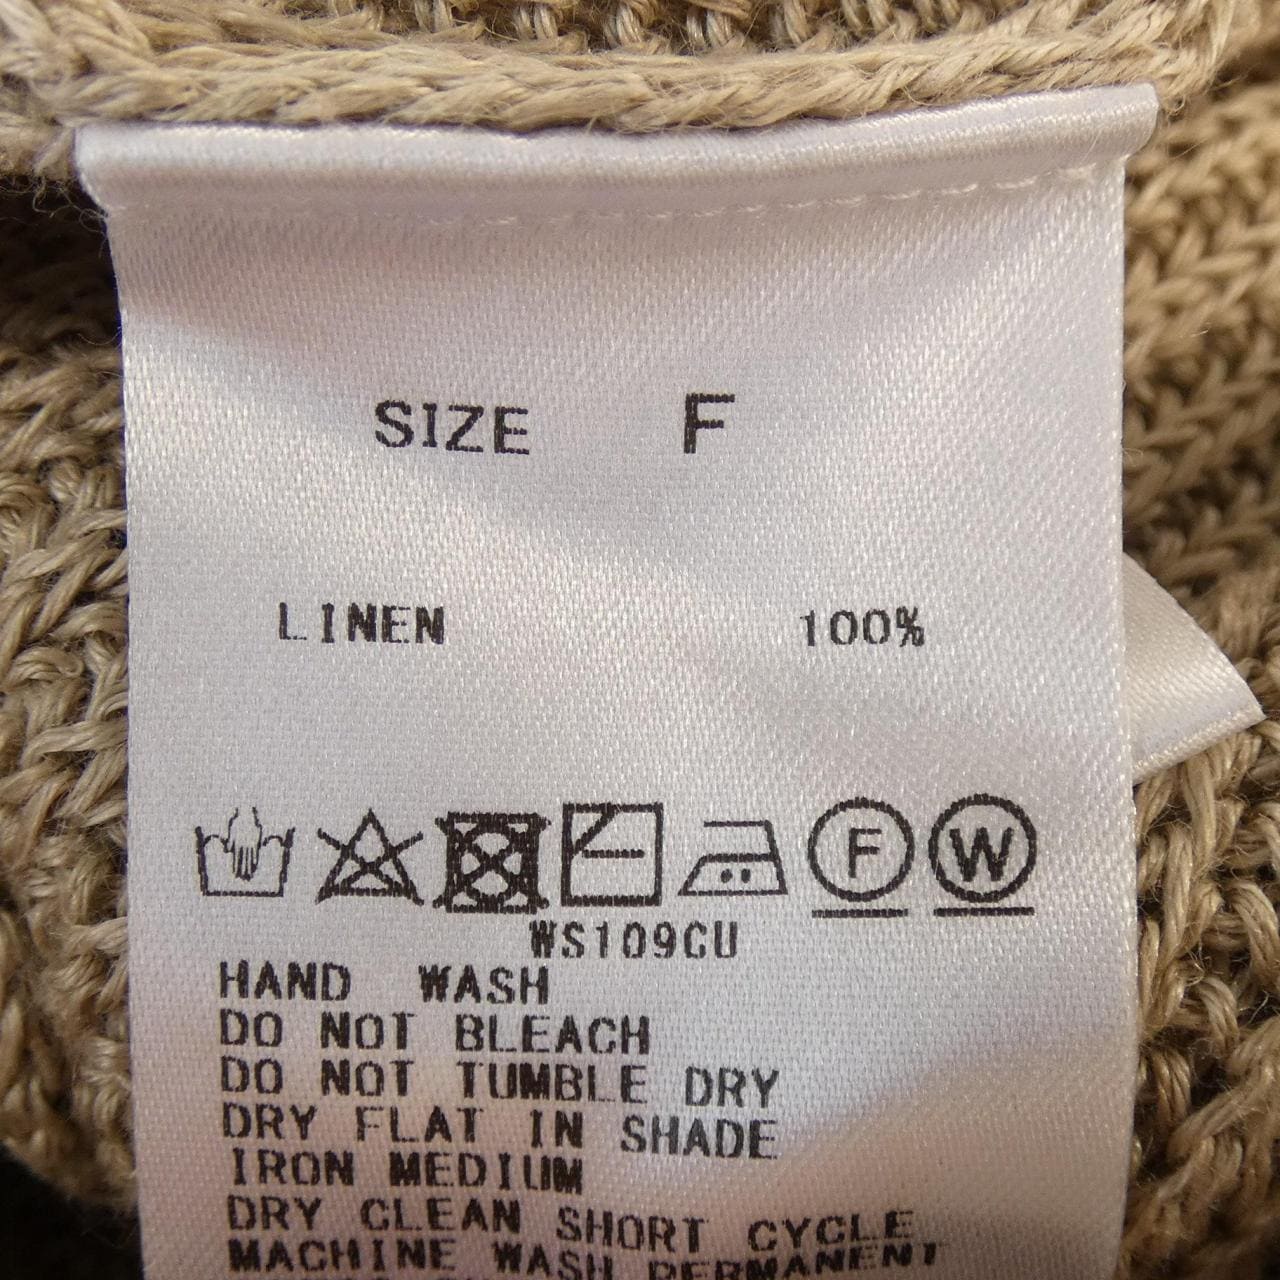 SIZE F
LINEN 100%
F W
WS109CU
HAND WASH
DO NOT BLEACH
DO NOT TUMBLE DRY
DRY FLAT IN SHADE
IRON MEDIUM
DRY CLEAN SHORT CYCLE
MACHINE WASH PERMANENT